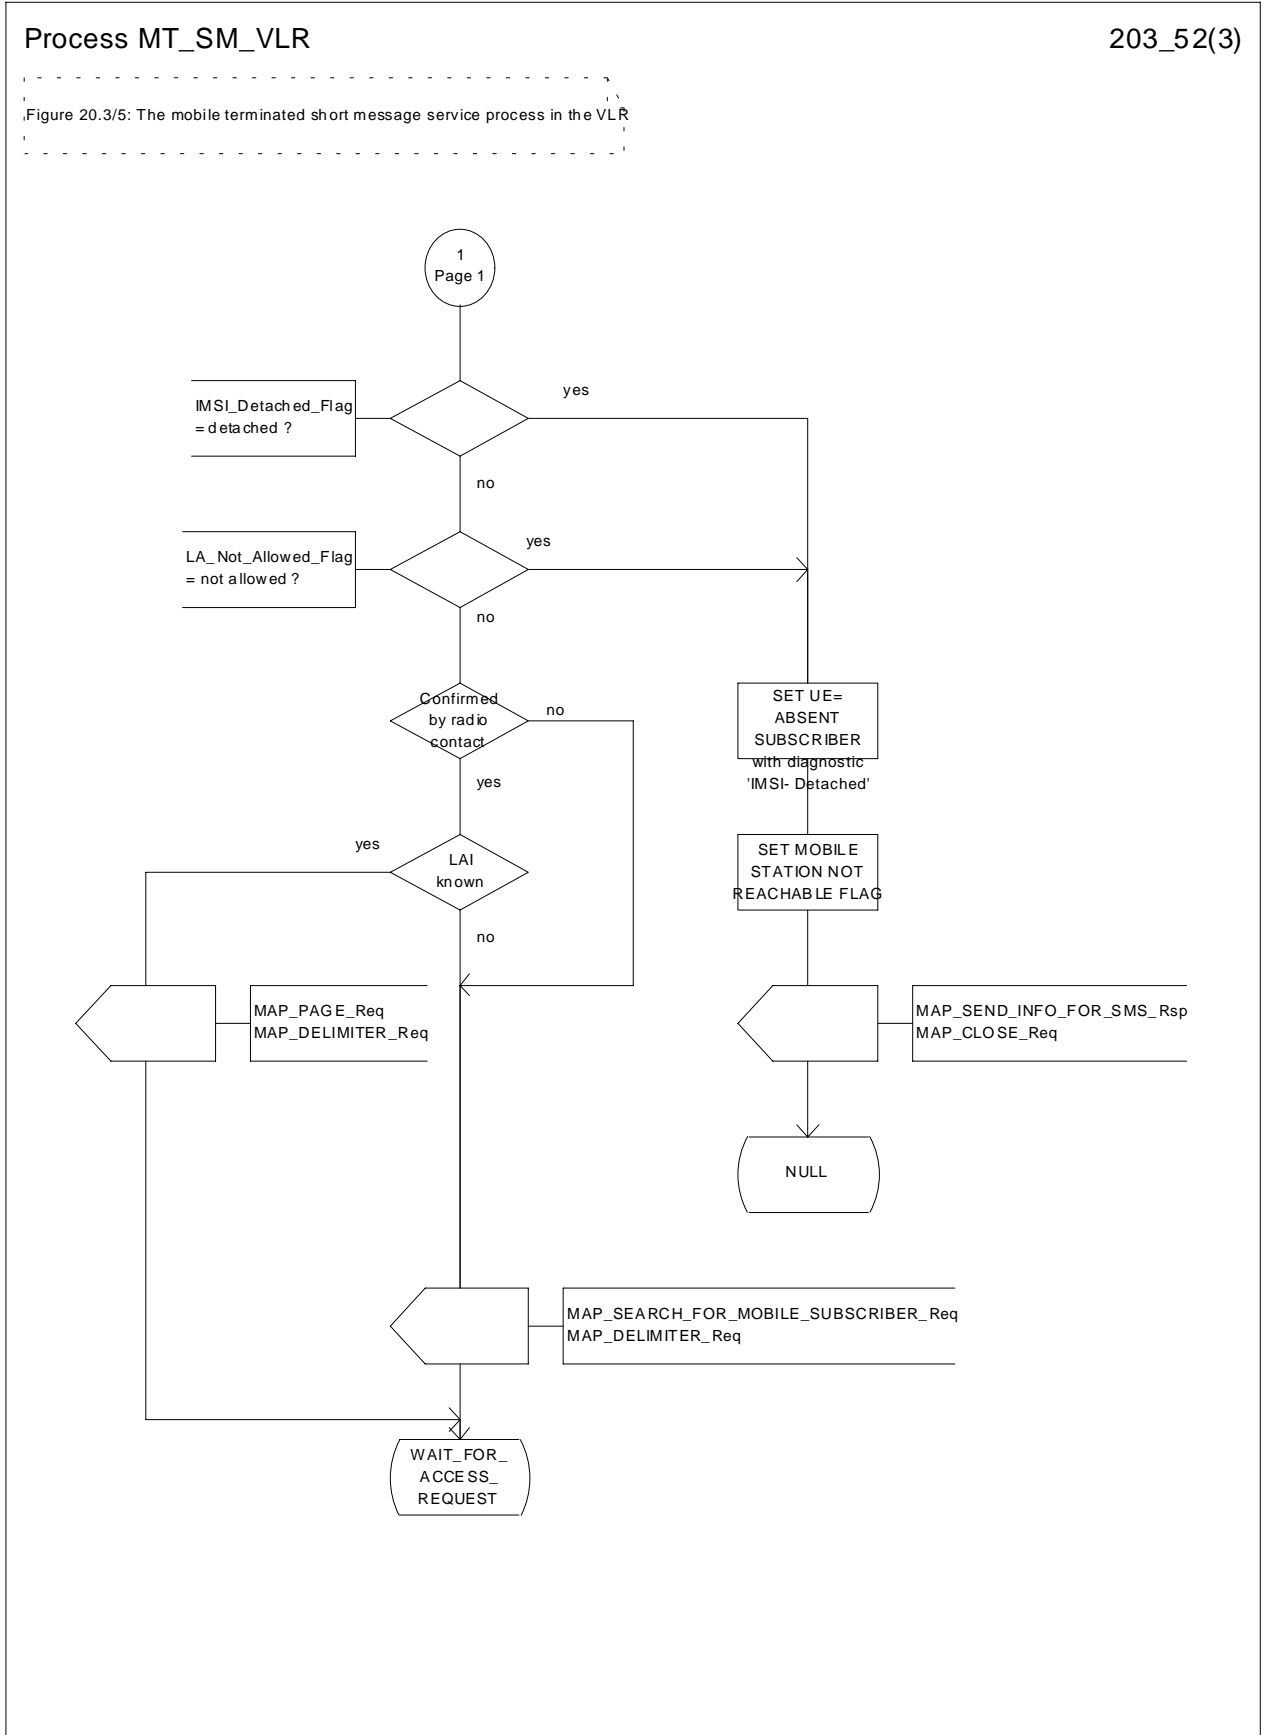 Process MT_SM_VLR
203_52(3)
Figure 20.3/5: The mobile terminated short message service process in the VLR
1
Page 1
yes
IMSI_Detached_Flag
= detached ?
no
yes
LA_Not_Allowed_Flag
= not allowed ?
no
Confirmed
by radio
contact
no
SET UE=
ABSENT
SUBSCRIBER
with diagnostic
'IMSI- Detached'
yes
yes
LAI
known
SET MOBILE
STATION NOT
REACHABLE FLAG
no
MAP_PAGE_Req
MAP_DELIMITER_Req
MAP_SEND_INFO_FOR_SMS_Rsp
MAP_CLOSE_Req
NULL
MAP_SEARCH_FOR_MOBILE_SUBSCRIBER_Req
MAP_DELIMITER_Req
WAIT_FOR_
ACCESS_
REQUEST